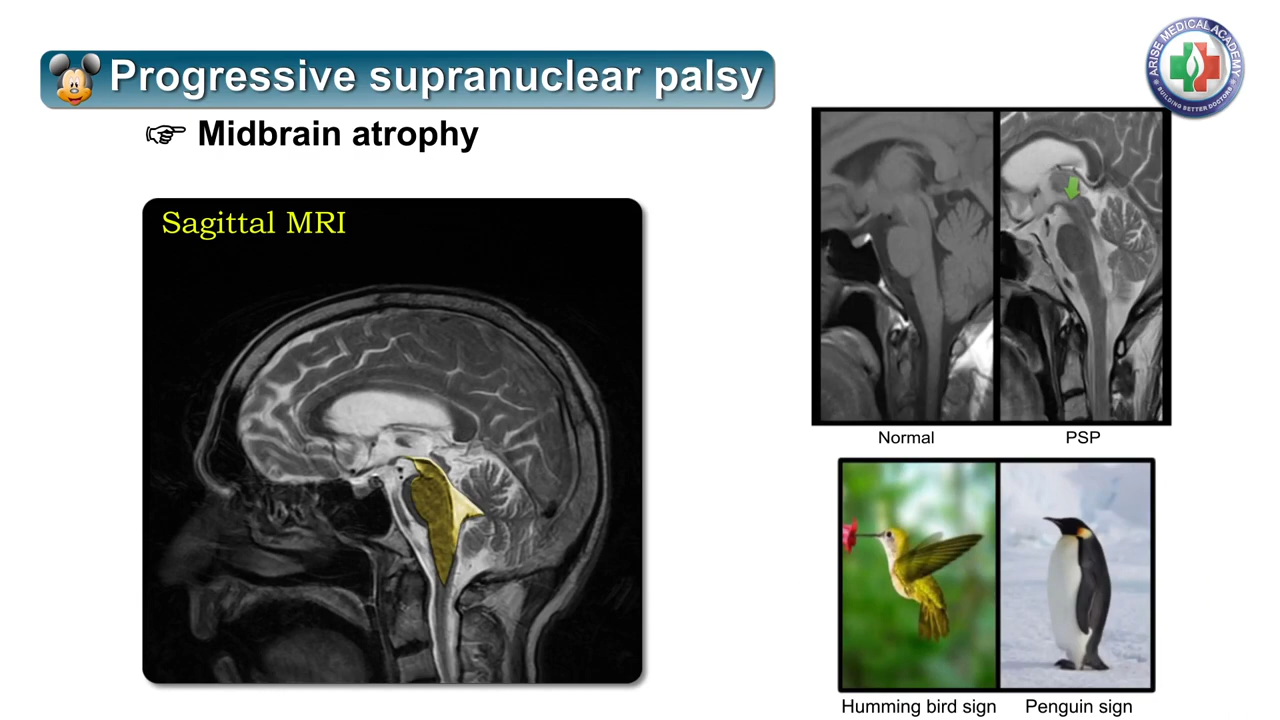 Progressive supranuclear palsy
☞ Midbrain atrophy
Sagittal MRI
ARISE MEDICAL ACADEMY
BUILDING BETTER DOCTORS
Normal
PSP
Humming bird sign
Penguin sign